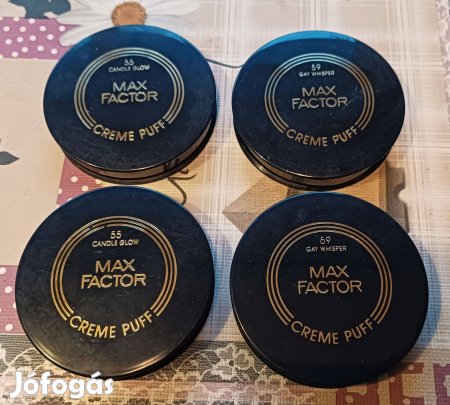 55
CANDLE GLOW
MAX
FACTOR
CREME PUFF
59
GAY WHISPER
MAX
FACTOR
CREME PUFF
55
CANDLE GLOW
MAX
FACTOR
CREME PUFF
59
GAY WHISPER
MAX
FACTOR
CREME PUFF
Jófogás